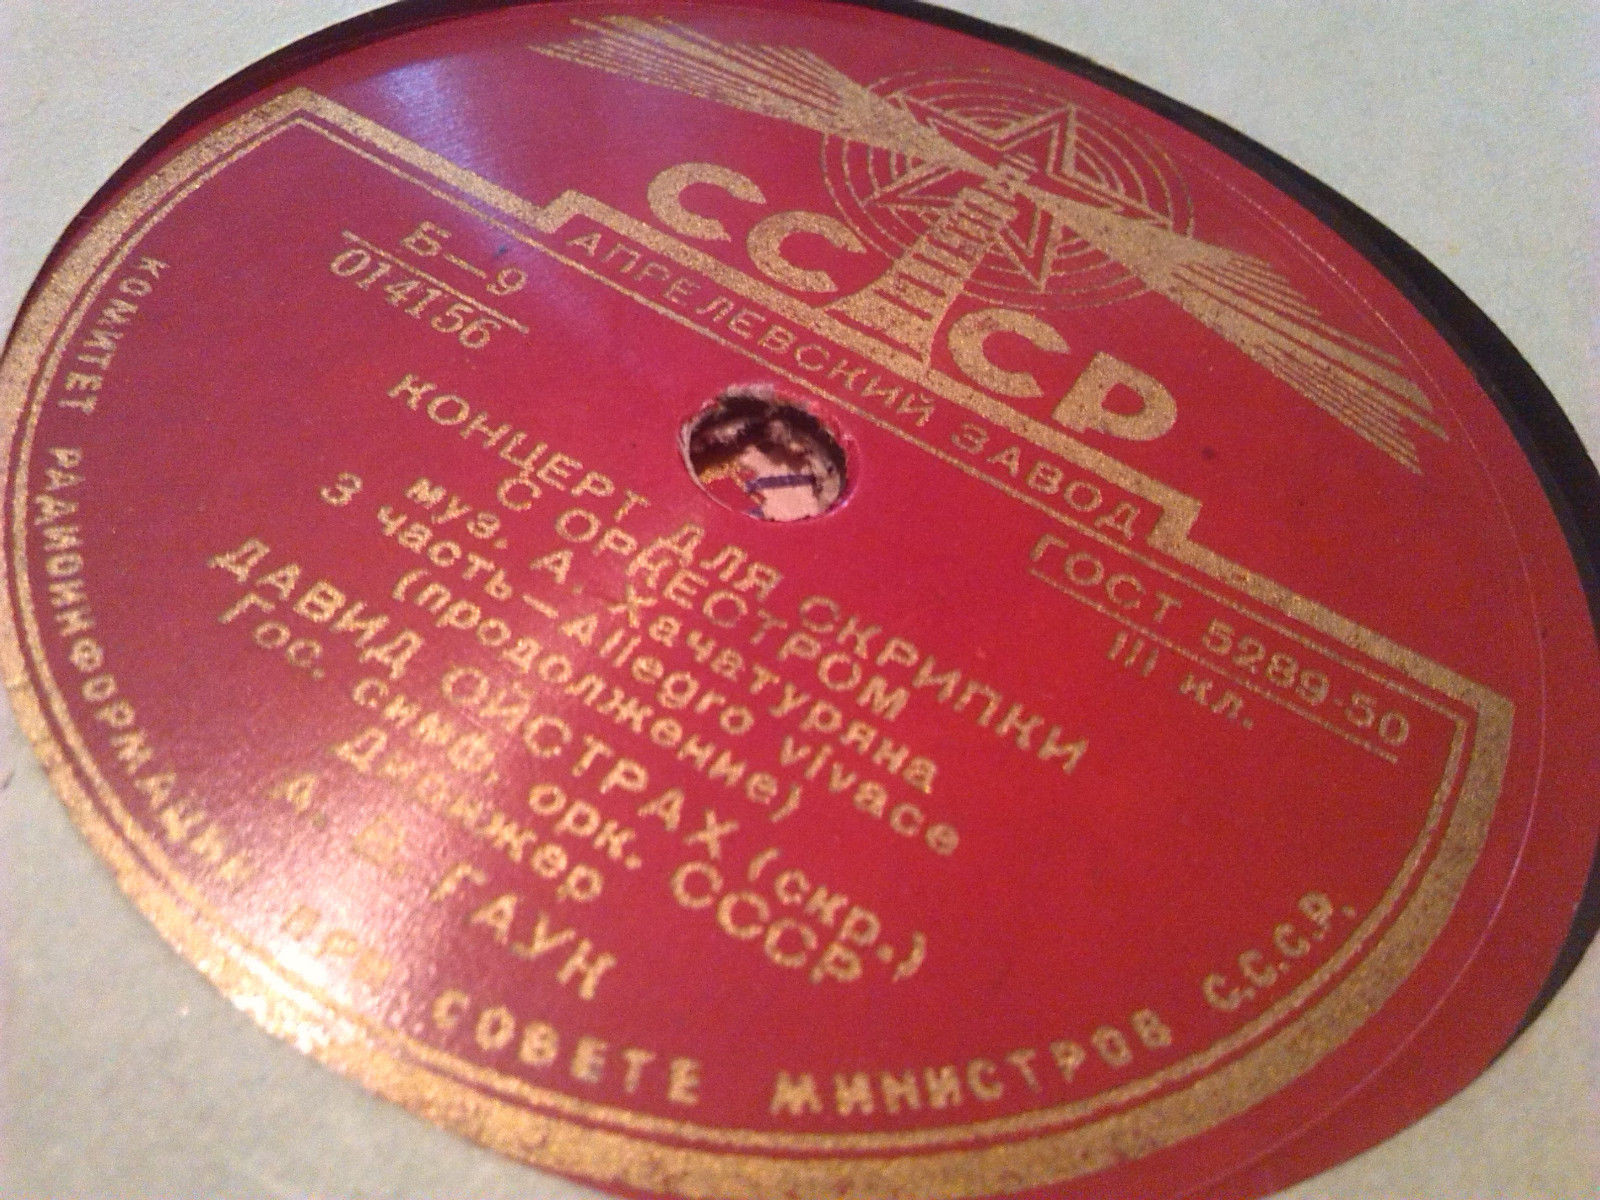 СССР
АПРЕЛЕВСКИЙ ЗАВОД
Б—9
014156
ГОСТ 5289-50
III кл.
КОНЦЕРТ ДЛЯ СКРИПКИ
С ОРКЕСТРОМ
муз. А. Хачатуряна
3 часть—Allegro vivace
(продолжение)
ДАВИД ОЙСТРАХ (скр.)
Гос. симф. орк. СССР
Дирижер
А. В. ГАУК
КОМИТЕТ РАДИОИНФОРМАЦИИ ПРИ СОВЕТЕ МИНИСТРОВ С.С.С.Р.